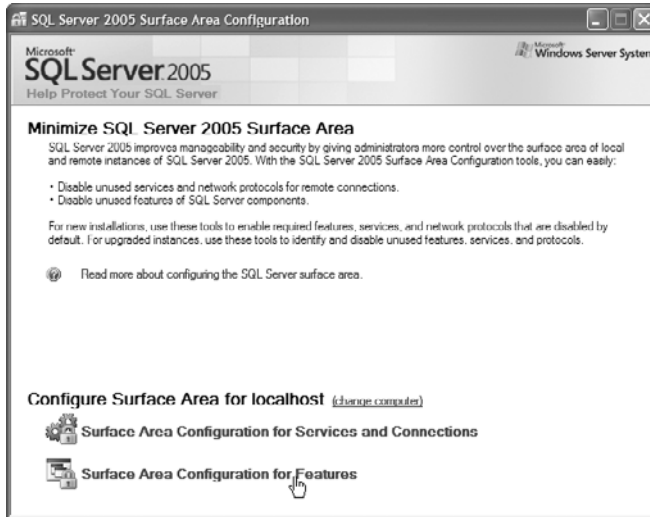 SQL Server 2005 Surface Area Configuration
Microsoft
SQL Server 2005
Help Protect Your SQL Server
Microsoft
Windows Server System
Minimize SQL Server 2005 Surface Area
SQL Server 2005 improves manageability and security by giving administrators more control over the surface area of local
and remote instances of SQL Server 2005. With the SQL Server 2005 Surface Area Configuration tools, you can easily:
• Disable unused services and network protocols for remote connections.
• Disable unused features of SQL Server components.
For new installations, use these tools to enable required features, services, and network protocols that are disabled by
default. For upgraded instances, use these tools to identify and disable unused features, services, and protocols.
Read more about configuring the SQL Server surface area.
Configure Surface Area for localhost (change computer)
Surface Area Configuration for Services and Connections
Surface Area Configuration for Features